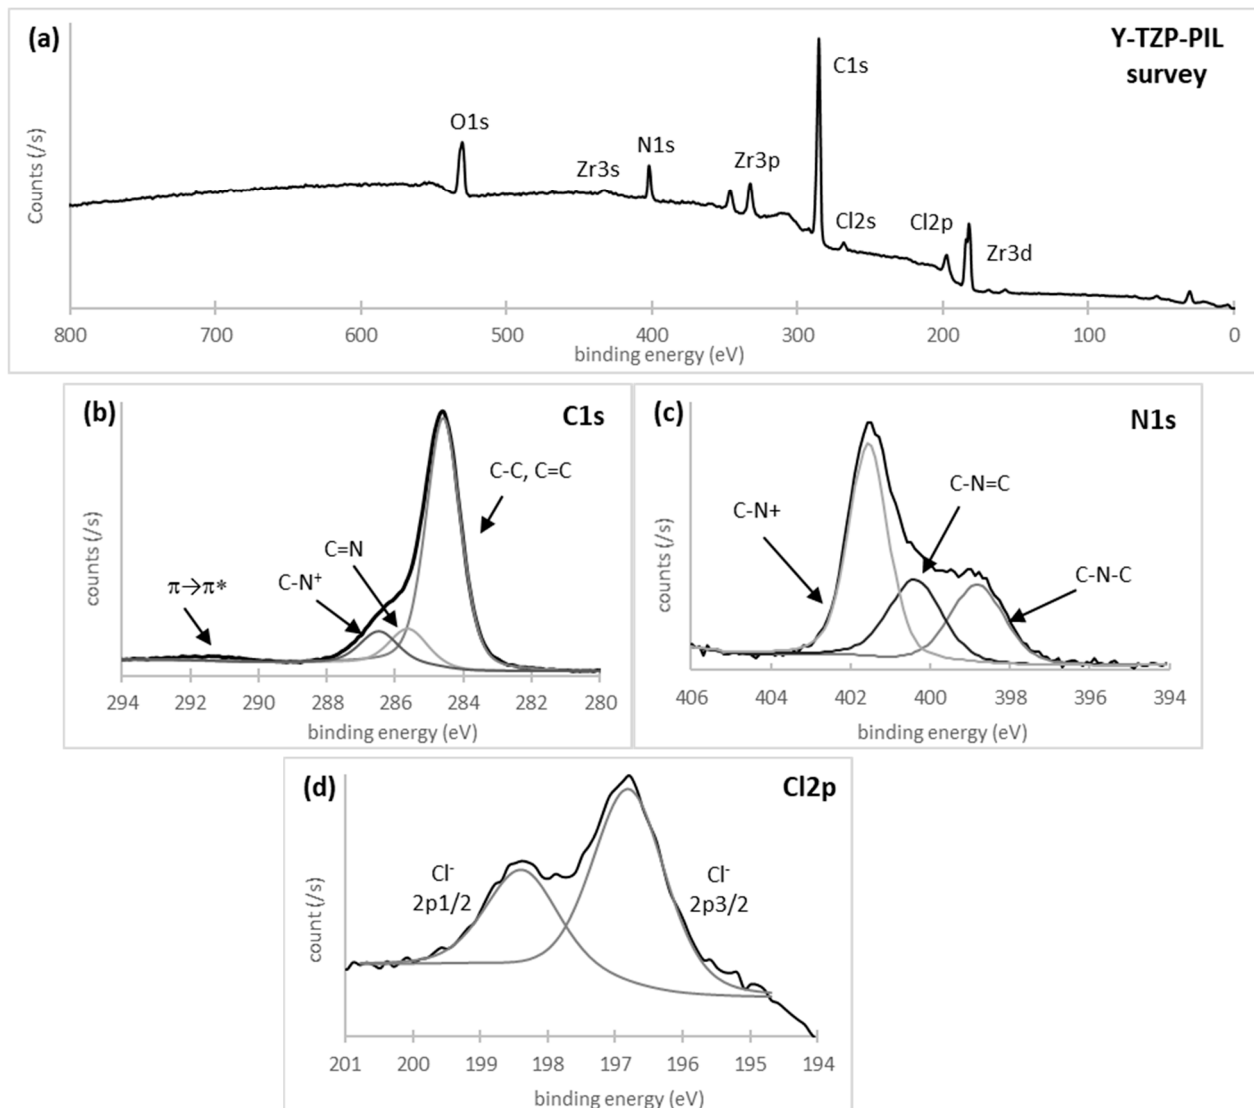 (a)
Y-TZP-PIL
survey
C1s
O1s
N1s
Zr3s
Zr3p
Cl2s
Cl2p
Zr3d
Counts (/s)
800 700 600 500 400 300 200 100 0
binding energy (eV)
(b)
C1s
C-C, C=C
C=N
C-N⁺
π→π*
counts (/s)
294 292 290 288 286 284 282 280
binding energy (eV)
(c)
N1s
C-N=C
C-N+
C-N-C
counts (/s)
406 404 402 400 398 396 394
binding energy (eV)
(d)
Cl2p
Cl⁻
2p1/2
Cl⁻
2p3/2
count (/s)
201 200 199 198 197 196 195 194
binding energy (eV)